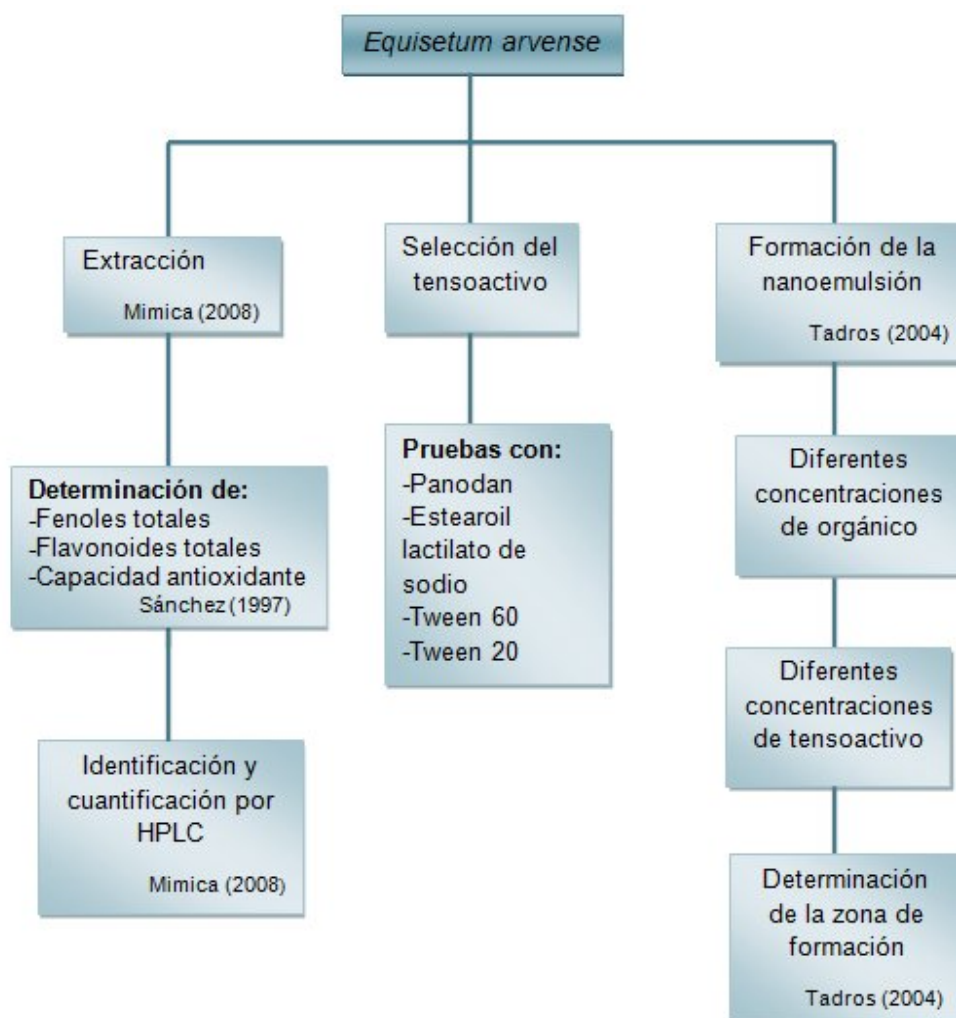 Equisetum arvense
Extracción
Mimica (2008)
Determinación de:
-Fenoles totales
-Flavonoides totales
-Capacidad antioxidante
Sánchez (1997)
Identificación y
cuantificación por
HPLC
Mimica (2008)
Selección del
tensoactivo
Pruebas con:
-Panodan
-Estearoil
lactilato de
sodio
-Tween 60
-Tween 20
Formación de la
nanoemulsión
Tadros (2004)
Diferentes
concentraciones
de orgánico
Diferentes
concentraciones
de tensoactivo
Determinación
de la zona de
formación
Tadros (2004)